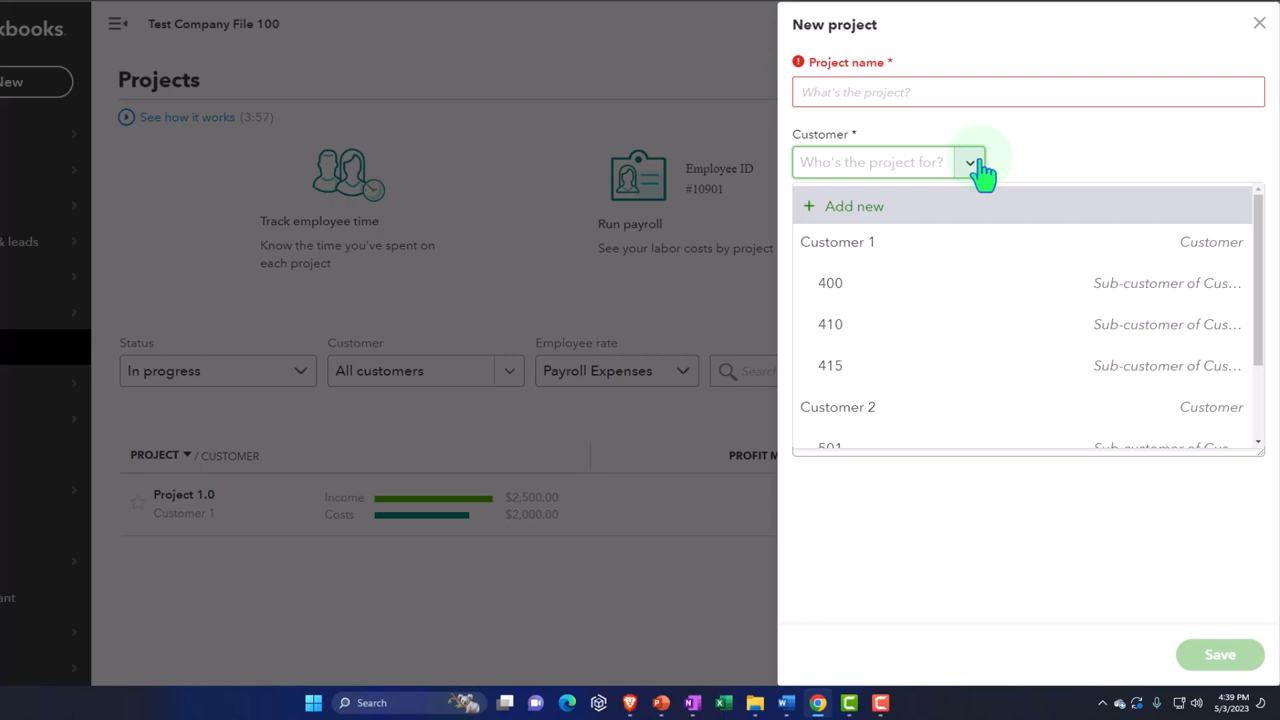 ckbooks.
Test Company File 100
New project
ew
Project name *
What's the project?
Projects
See how it works (3:57)
Customer *
Who's the project for?
Employee ID
#10901
Track employee time
Know the time you've spent on
each project
Run payroll
See your labor costs by project
+ Add new
Customer 1 Customer
400 Sub-customer of Cus...
410 Sub-customer of Cus...
415 Sub-customer of Cus...
Customer 2 Customer
& leads
Status
In progress
Customer
All customers
Employee rate
Payroll Expenses
Search
PROJECT / CUSTOMER
PROFIT M
Project 1.0
Customer 1
Income $2,500.00
Costs $2,000.00
ant
Save
Search
4:39 PM
5/3/2023